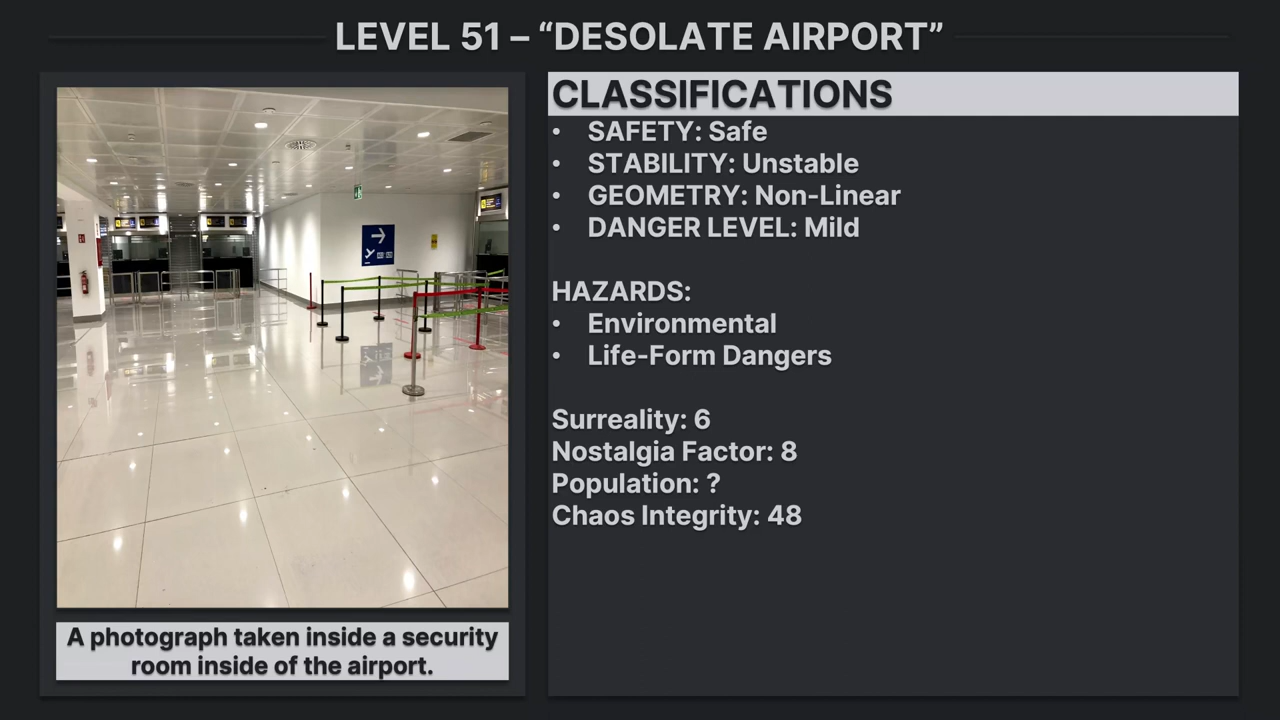 LEVEL 51 – “DESOLATE AIRPORT”
A photograph taken inside a security
room inside of the airport.
CLASSIFICATIONS
• SAFETY: Safe
• STABILITY: Unstable
• GEOMETRY: Non-Linear
• DANGER LEVEL: Mild
HAZARDS:
• Environmental
• Life-Form Dangers
Surreality: 6
Nostalgia Factor: 8
Population: ?
Chaos Integrity: 48